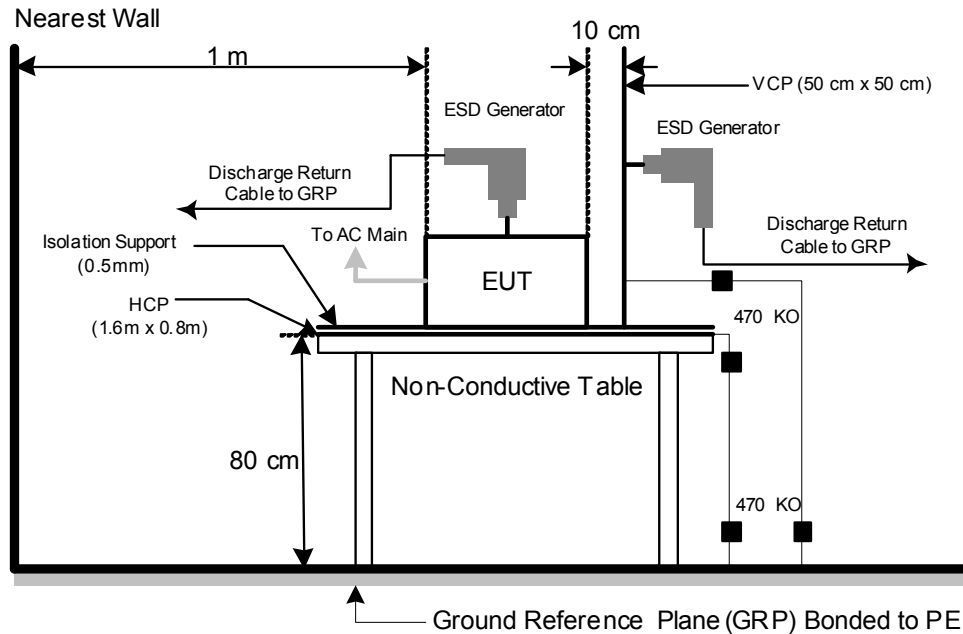 Nearest Wall
10 cm
1 m
VCP (50 cm x 50 cm)
ESD Generator
ESD Generator
Discharge Return
Cable to GRP
Discharge Return
Cable to GRP
To AC Main
Isolation Support
(0.5mm)
EUT
HCP
(1.6m x 0.8m)
470 KO
Non-Conductive Table
80 cm
470 KO
Ground Reference Plane (GRP) Bonded to PE